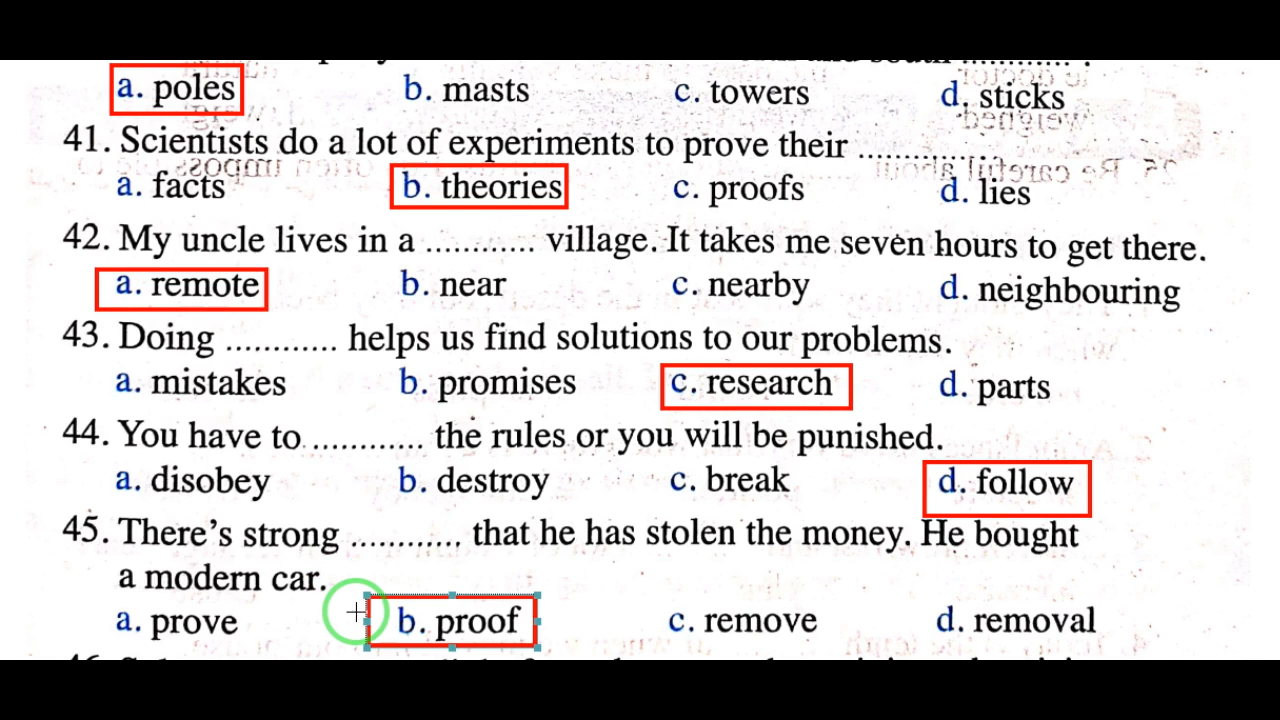 south ............ .
a. poles b. masts c. towers d. sticks
41. Scientists do a lot of experiments to prove their ................
a. facts b. theories c. proofs d. lies
42. My uncle lives in a ............ village. It takes me seven hours to get there.
a. remote b. near c. nearby d. neighbouring
43. Doing ............ helps us find solutions to our problems.
a. mistakes b. promises c. research d. parts
44. You have to ............ the rules or you will be punished.
a. disobey b. destroy c. break d. follow
45. There's strong ............ that he has stolen the money. He bought
a modern car.
a. prove b. proof c. remove d. removal